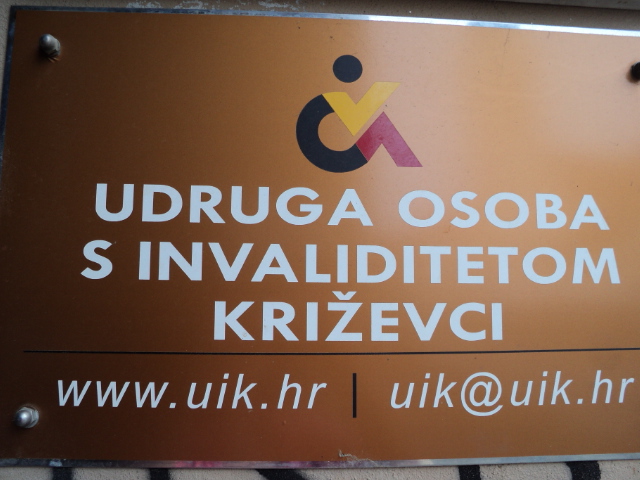 UDRUGA OSOBA
S INVALIDITETOM
KRIŽEVCI
www.uik.hr | uik@uik.hr